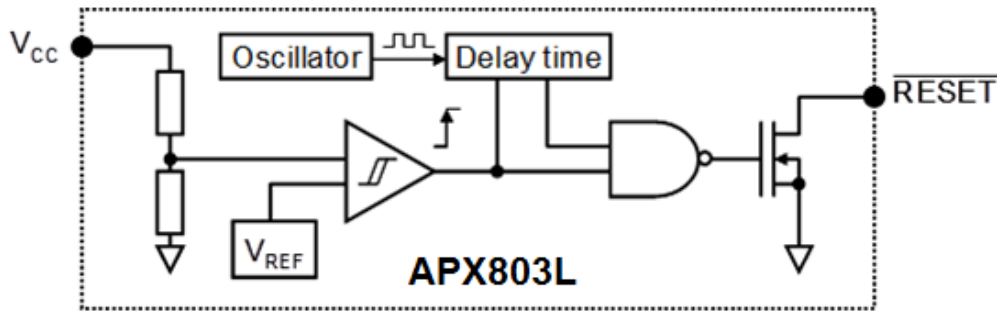 VCC
Oscillator
Delay time
RESET
VREF
APX803L